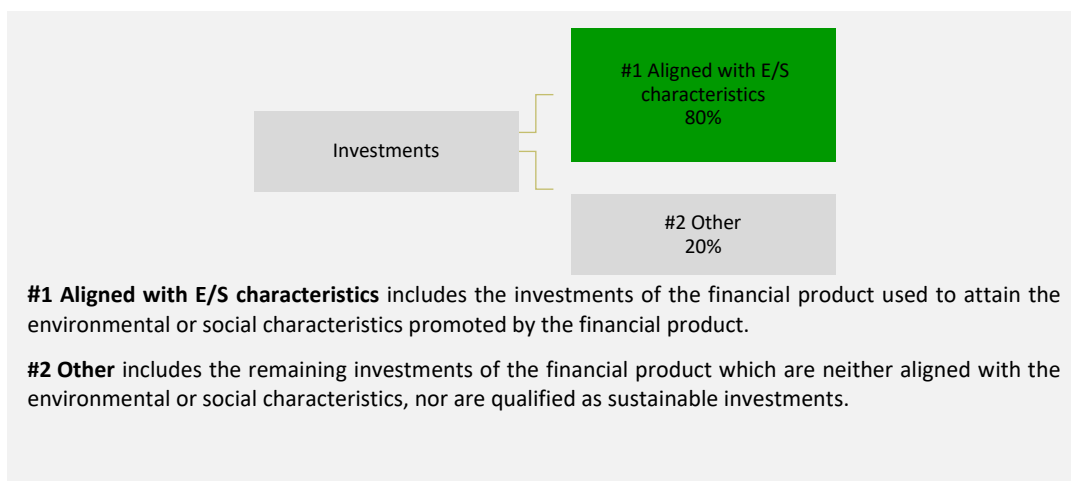 #1 Aligned with E/S
characteristics
80%
Investments
#2 Other
20%
#1 Aligned with E/S characteristics includes the investments of the financial product used to attain the
environmental or social characteristics promoted by the financial product.
#2 Other includes the remaining investments of the financial product which are neither aligned with the
environmental or social characteristics, nor are qualified as sustainable investments.